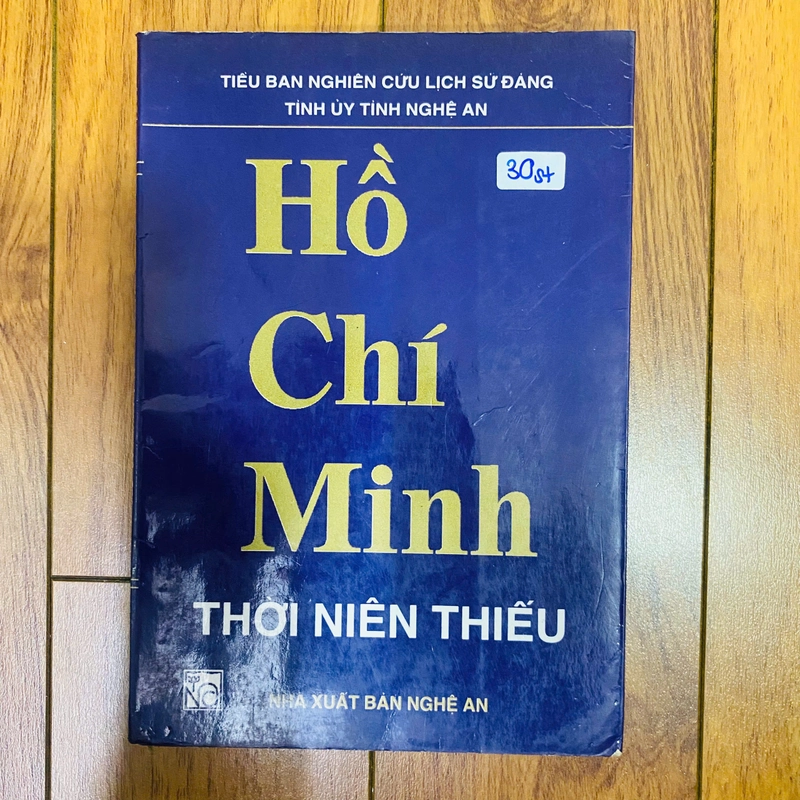 TIỂU BAN NGHIÊN CỨU LỊCH SỬ ĐẢNG
TỈNH ỦY TỈNH NGHỆ AN
30st
Hồ
Chí
Minh
THỜI NIÊN THIẾU
NHÀ XUẤT BẢN NGHỆ AN